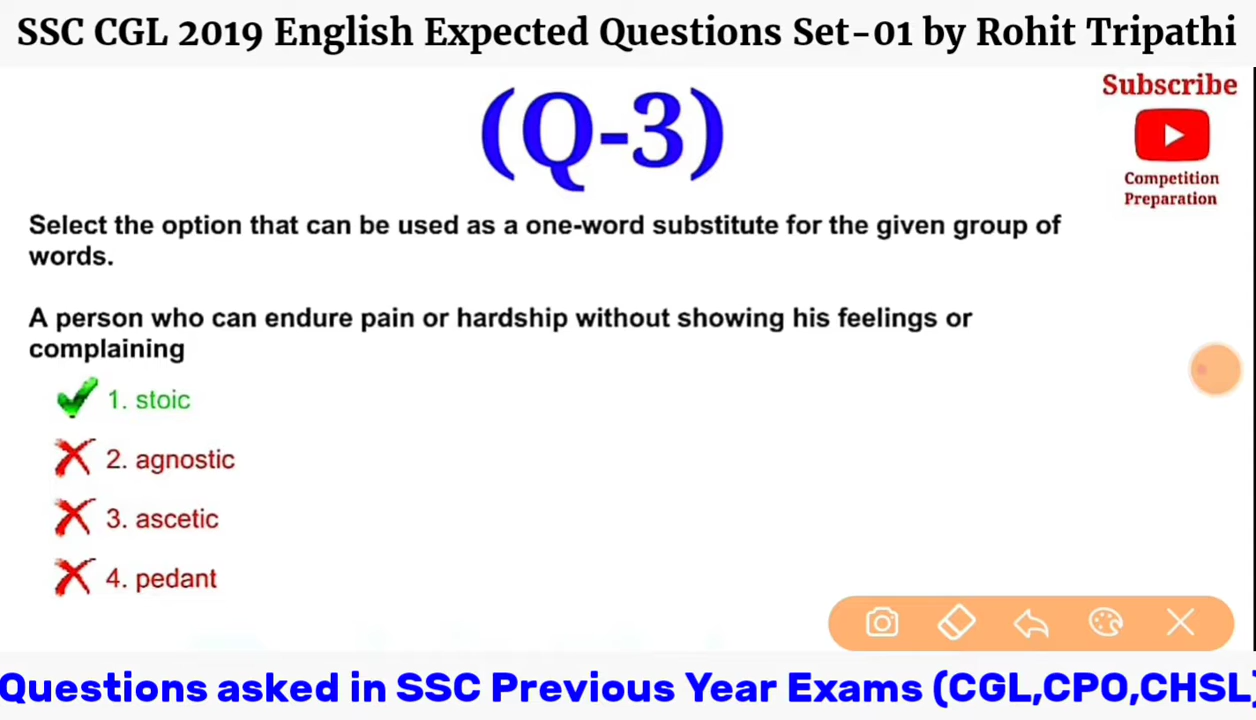 SSC CGL 2019 English Expected Questions Set-01 by Rohit Tripathi
Subscribe
(Q-3)
Competition
Preparation
Select the option that can be used as a one-word substitute for the given group of
words.
A person who can endure pain or hardship without showing his feelings or
complaining
1. stoic
2. agnostic
3. ascetic
4. pedant
Questions asked in SSC Previous Year Exams (CGL,CPO,CHSL)